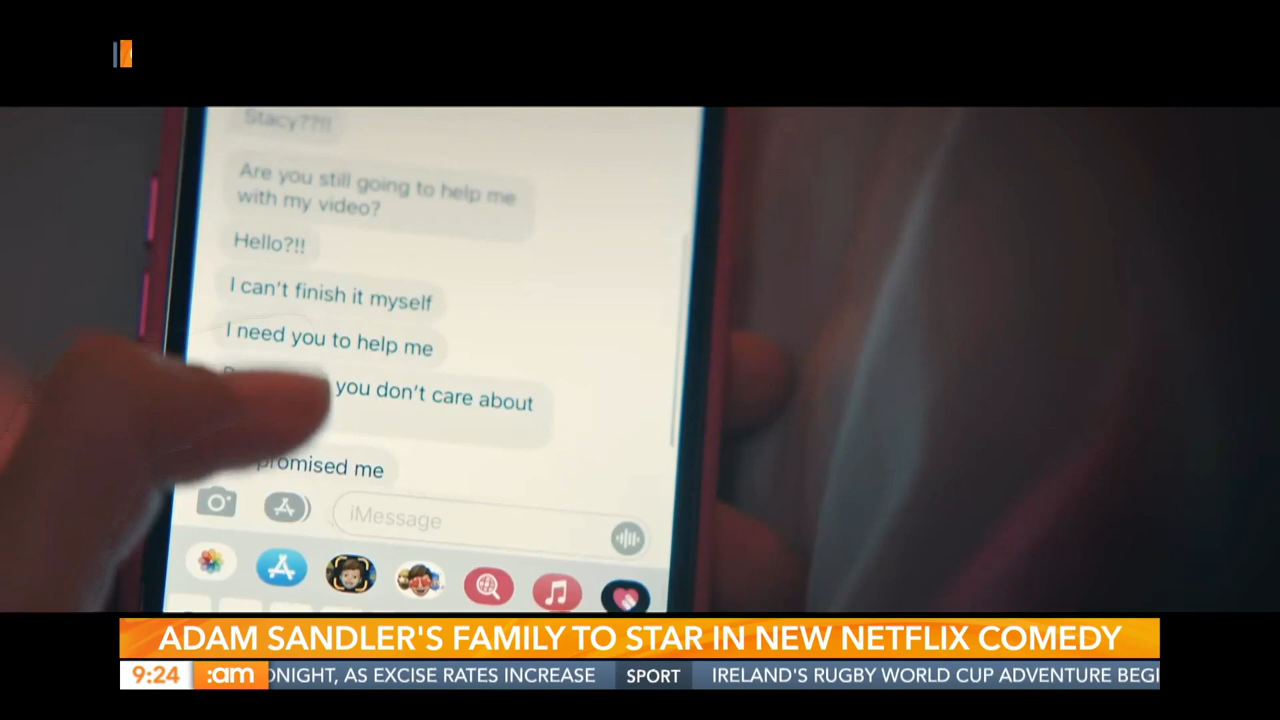 Stacy??!!
Are you still going to help me
with my video?
Hello?!!
I can't finish it myself
I need you to help me
you don't care about
promised me
iMessage
ADAM SANDLER'S FAMILY TO STAR IN NEW NETFLIX COMEDY
9:24 :am ONIGHT, AS EXCISE RATES INCREASE SPORT IRELAND'S RUGBY WORLD CUP ADVENTURE BEGI